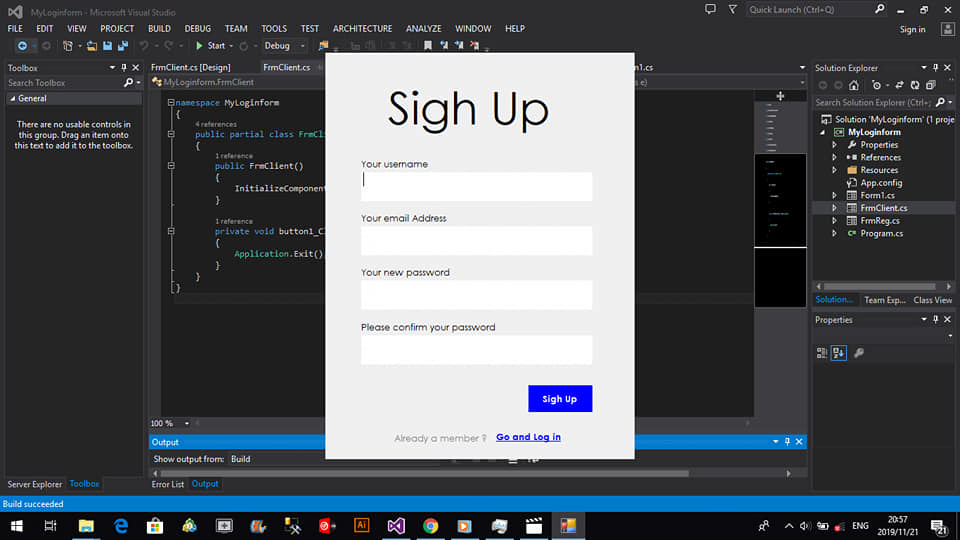 MyLoginform - Microsoft Visual Studio
Quick Launch (Ctrl+Q)
FILE EDIT VIEW PROJECT BUILD DEBUG TEAM TOOLS TEST ARCHITECTURE ANALYZE WINDOW HELP
Sign in
Start
Debug
Toolbox
Search Toolbox
General
There are no usable controls in
this group. Drag an item onto
this text to add it to the toolbox.
FrmClient.cs [Design]
FrmClient.cs
MyLoginform.FrmClient
namespace MyLoginform
{
4 references
public partial class FrmCli
{
1 reference
public FrmClient()
{
InitializeComponent
}
1 reference
private void button1_C
{
Application.Exit()
}
}
}
100 %
Sigh Up
Your username
Your email Address
Your new password
Please confirm your password
Sigh Up
Already a member ?
Go and Log in
Solution Explorer
Search Solution Explorer (Ctrl+;
Solution 'MyLoginform' (1 proje
MyLoginform
Properties
References
Resources
App.config
Form1.cs
FrmClient.cs
FrmReg.cs
Program.cs
Solution...
Team Exp...
Class View
Properties
Output
Show output from:
Build
Server Explorer
Toolbox
Error List
Output
Build succeeded
Ai
ENG
20:57
2019/11/21
21